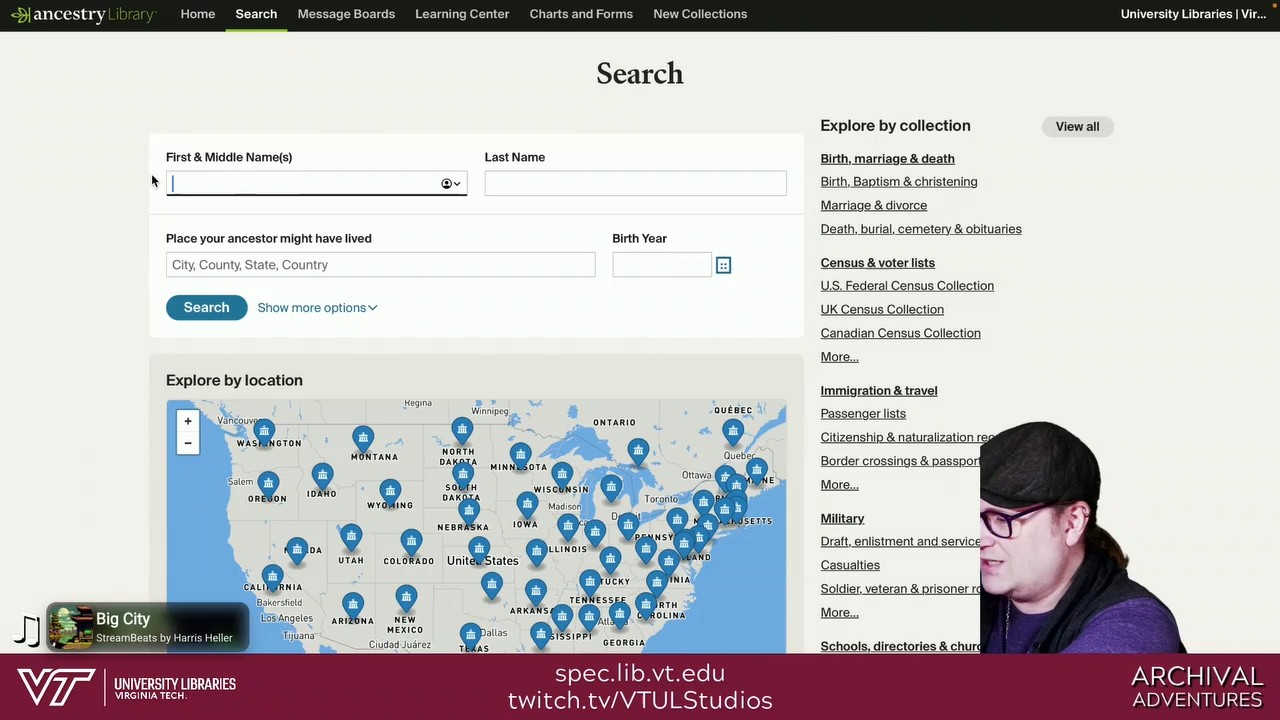 ancestryLibrary
Home
Search
Message Boards
Learning Center
Charts and Forms
New Collections
University Libraries | Vir...
Search
First & Middle Name(s)
Last Name
Place your ancestor might have lived
Birth Year
City, County, State, Country
Search
Show more options
Explore by location
+
−
Regina
Winnipeg
QUÉBEC
Vancouver
WASHINGTON
MONTANA
NORTH
DAKOTA
ONTARIO
Quebec
MINNESOTA
Ottawa
MAINE
Salem
OREGON
IDAHO
SOUTH
DAKOTA
WISCONSIN
Toronto
WYOMING
Madison
NEBRASKA
IOWA
UTAH
COLORADO
United States
ILLINOIS
CALIFORNIA
Bakersfield
Los Angeles
ARIZONA
NEW
MEXICO
TENNESSEE
Tijuana
Dallas
GEORGIA
Ciudad Juárez
TEXAS
Explore by collection
View all
Birth, marriage & death
Birth, Baptism & christening
Marriage & divorce
Death, burial, cemetery & obituaries
Census & voter lists
U.S. Federal Census Collection
UK Census Collection
Canadian Census Collection
More...
Immigration & travel
Passenger lists
Citizenship & naturalization rec
Border crossings & passport
More...
Military
Draft, enlistment and service
Casualties
Soldier, veteran & prisoner
More...
Schools, directories & churc
Big City
StreamBeats by Harris Heller
VT
UNIVERSITY LIBRARIES
VIRGINIA TECH.
spec.lib.vt.edu
twitch.tv/VTULStudios
ARCHIVAL
ADVENTURES